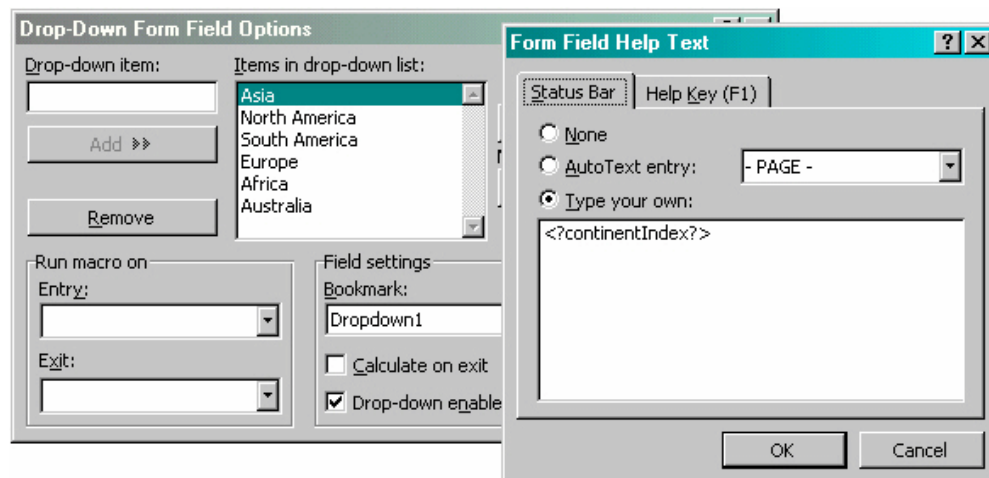 Drop-Down Form Field Options
Drop-down item:
Items in drop-down list:
Asia
North America
South America
Europe
Africa
Australia
Add
Remove
Run macro on
Entry:
Exit:
Field settings
Bookmark:
Dropdown1
Calculate on exit
Drop-down enable
Form Field Help Text
?
Status Bar
Help Key (F1)
None
AutoText entry:
- PAGE -
Type your own:
<?continentIndex?>
OK
Cancel